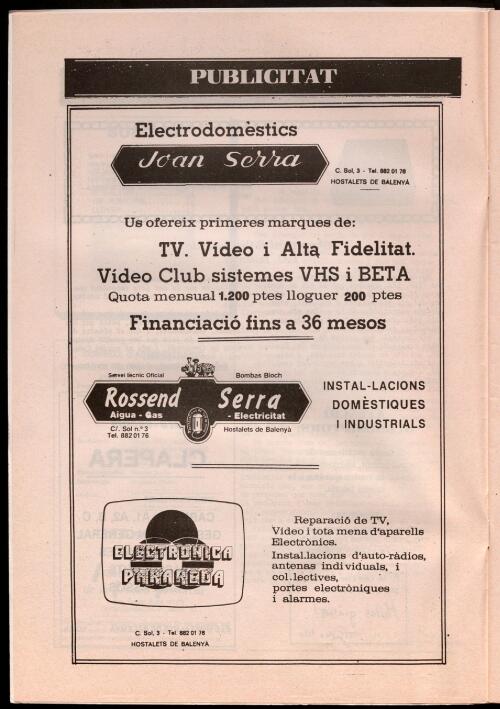 PUBLICITAT
Electrodomèstics
Joan Serra
C. Sol, 3 - Tel. 882 01 76
HOSTALETS DE BALENYÀ
Us ofereix primeres marques de:
TV. Vídeo i Alta Fidelitat.
Vídeo Club sistemes VHS i BETA
Quota mensual 1.200 ptes lloguer 200 ptes
Financiació fins a 36 mesos
Servei tècnic Oficial
Bombas Bloch
Rossend Serra
Aigua - Gas - Electricitat
C/. Sol n.º 3
Tel. 882 01 76
Hostalets de Balenyà
INSTAL-LACIONS
DOMÈSTIQUES
I INDUSTRIALS
ELECTRONICA
Reparació de TV,
Vídeo i tota mena d'aparells
Electrònics.
Instal.lacions d'auto-ràdios,
antenas individuals, i
col.lectives,
portes electròniques
i alarmes.
C. Sol, 3 - Tel. 882 01 76
HOSTALETS DE BALENYÀ